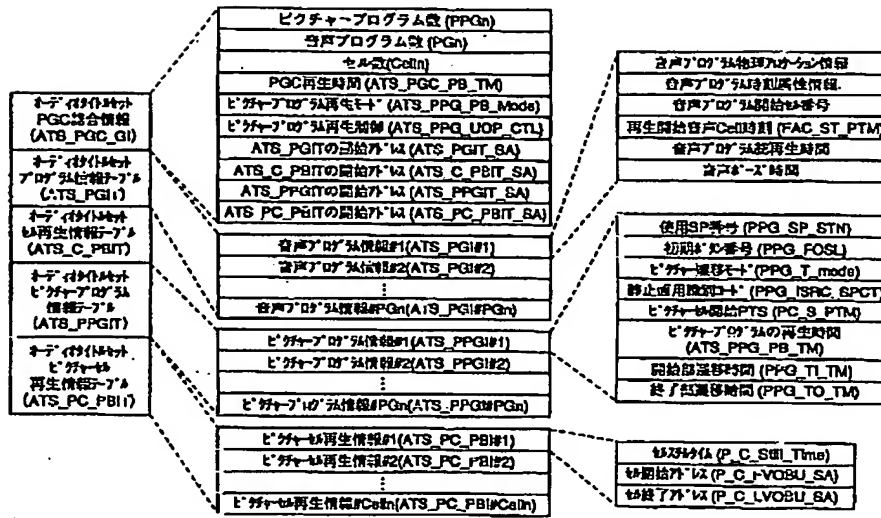 オーディオタイトルセット
PGC総合情報
(ATS_PGC_GI)
オーディオタイトルセット
プログラム情報テーブル
(ATS_PGIT)
オーディオタイトルセット
セル再生情報テーブル
(ATS_C_PBIT)
オーディオタイトルセット
ピクチャープログラム
情報テーブル
(ATS_PPGIT)
オーディオタイトルセット
ピクチャーセル
再生情報テーブル
(ATS_PC_PBIT)
ピクチャープログラム数 (PPGn)
音声プログラム数 (PGn)
セル数(Celln)
PGC再生時間 (ATS_PGC_PB_TM)
ピクチャープログラム再生モード (ATS_PPG_PB_Mode)
ピクチャープログラム再生制御 (ATS_PPG_UOP_CTL)
ATS_PGITの開始アドレス (ATS_PGIT_SA)
ATS_C_PBITの開始アドレス (ATS_C_PBIT_SA)
ATS_PPGITの開始アドレス (ATS_PPGIT_SA)
ATS_PC_PBITの開始アドレス (ATS_PC_PBIT_SA)
音声プログラム情報#1(ATS_PGI#1)
音声プログラム情報#2(ATS_PGI#2)
⋮
音声プログラム情報#PGn(ATS_PGI#PGn)
ピクチャープログラム情報#1(ATS_PPGI#1)
ピクチャープログラム情報#2(ATS_PPGI#2)
⋮
ピクチャープログラム情報#PGn(ATS_PPGI#PGn)
ピクチャーセル再生情報#1(ATS_PC_PBI#1)
ピクチャーセル再生情報#2(ATS_PC_PBI#2)
⋮
ピクチャーセル再生情報#Celln(ATS_PC_PBI#Celln)
音声プログラム物理アロケーション情報
音声プログラム時刻属性情報.
音声プログラム開始セル番号
再生開始音声Cell時刻 (FAC_ST_PTM)
音声プログラム総再生時間
音声ポーズ時間
使用SP番号 (PPG_SP_STN)
初期ボタン番号 (PPG_FOSL)
ピクチャー遷移モード (PPG_T_mode)
静止画用識別コード (PPG_ISRC_SPCT)
ピクチャーセル開始PTS (PC_S_PTM)
ピクチャープログラムの再生時間
(ATS_PPG_PB_TM)
開始部遷移時間 (PPG_TI_TM)
終了部遷移時間 (PPG_TO_TM)
セルスチルタイム (P_C_Still_Time)
セル開始アドレス (P_C_FVOBU_SA)
セル終了アドレス (P_C_LVOBU_SA)